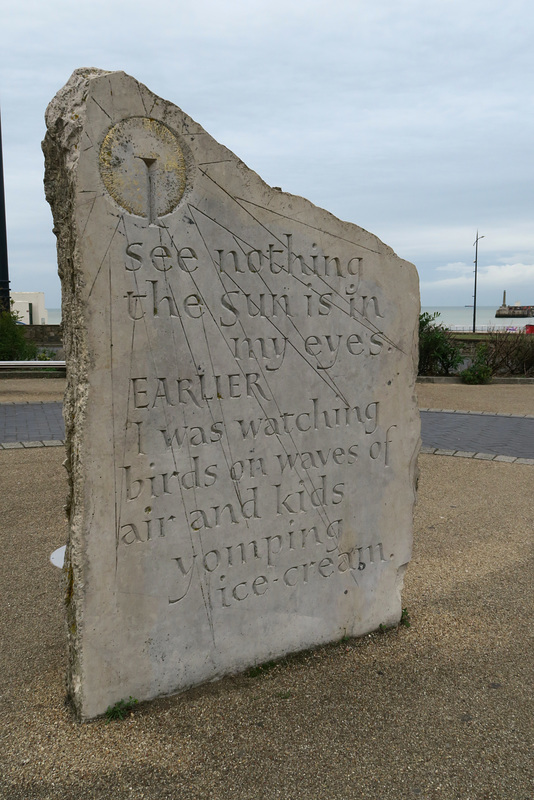 I
see nothing
the sun is in
my eyes.
EARLIER
I was watching
birds on waves of
air and kids
yomping
ice-cream.